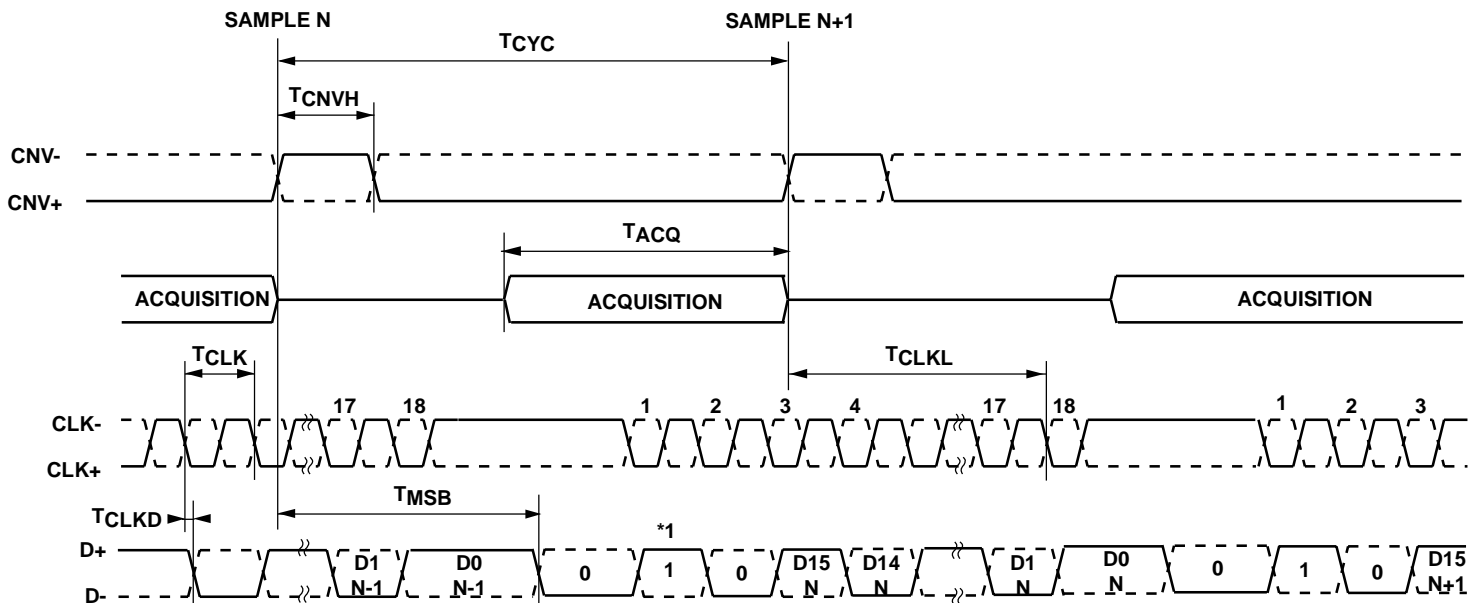 SAMPLE N SAMPLE N+1
TCYC
TCNVH
CNV-
CNV+
TACQ
ACQUISITION ACQUISITION ACQUISITION
TCLK TCLKL
17 18 1 2 3 4 17 18 1 2 3
CLK-
CLK+
TMSB
TCLKD *1
D+
D1 D0 D15 D14 D1 D0 D15
0 1 0 0 1 0
N-1 N-1 N N N N N+1
D-